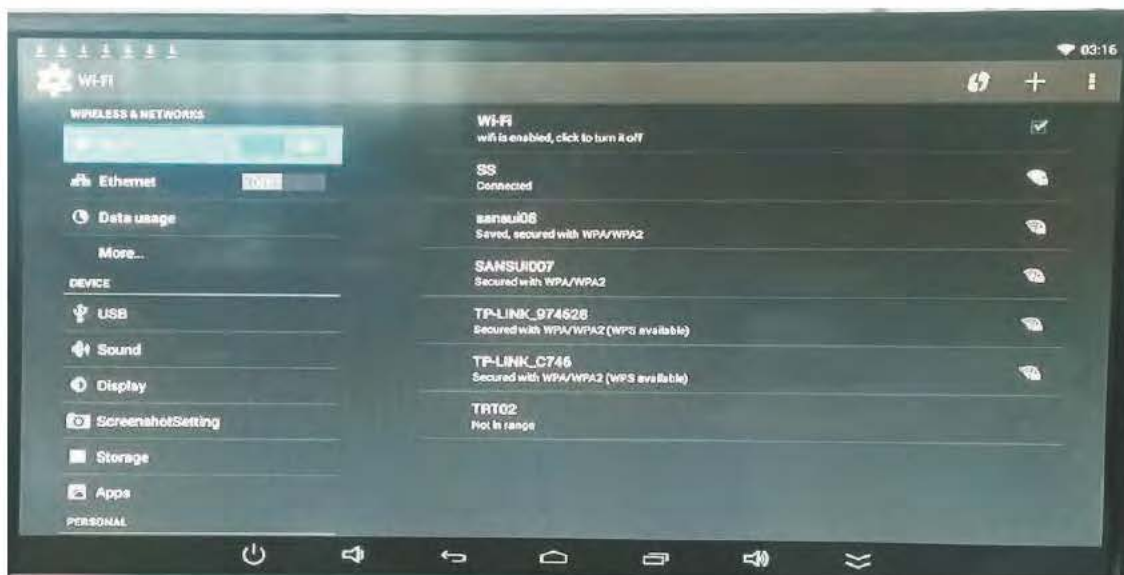 03:16
Wi-Fi
WIRELESS & NETWORKS
Ethernet
Data usage
More...
DEVICE
USB
Sound
Display
ScreenshotSetting
Storage
Apps
PERSONAL
Wi-Fi
wifi is enabled, click to turn it off
SS
Connected
sansui08
Saved, secured with WPA/WPA2
SANSUI007
Secured with WPA/WPA2
TP-LINK_974628
Secured with WPA/WPA2 (WPS available)
TP-LINK_C746
Secured with WPA/WPA2 (WPS available)
TRT02
Not in range